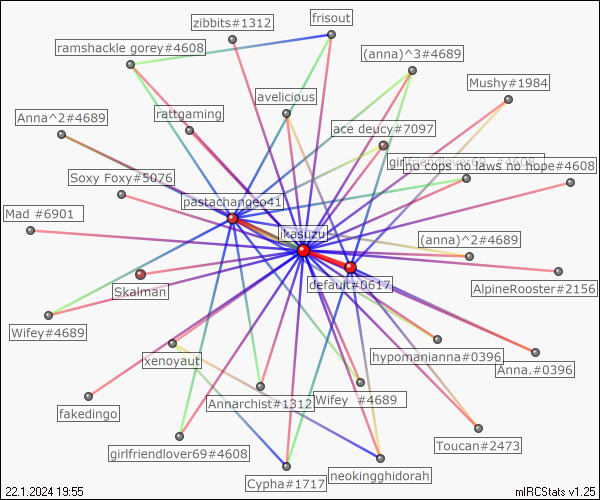 zibbits#1312
frisout
ramshackle gorey#4608
(anna)^3#4689
Mushy#1984
avelicious
Anna^2#4689
rattgaming
ace deucy#7097
girlfriendlover69 #4608
no cops no laws no hope#4608
Soxy Foxy#5076
pastachangeo41
Mad #6901
ikasuzu
(anna)^2#4689
default#0617
Skalman
AlpineRooster#2156
Wifey#4689
xenoyaut
hypomanianna#0396
Anna.#0396
fakedingo
Annarchist#1312
Wifey #4689
girlfriendlover69#4608
Toucan#2473
Cypha#1717
neokingghidorah
22.1.2024 19:55
mIRCStats v1.25